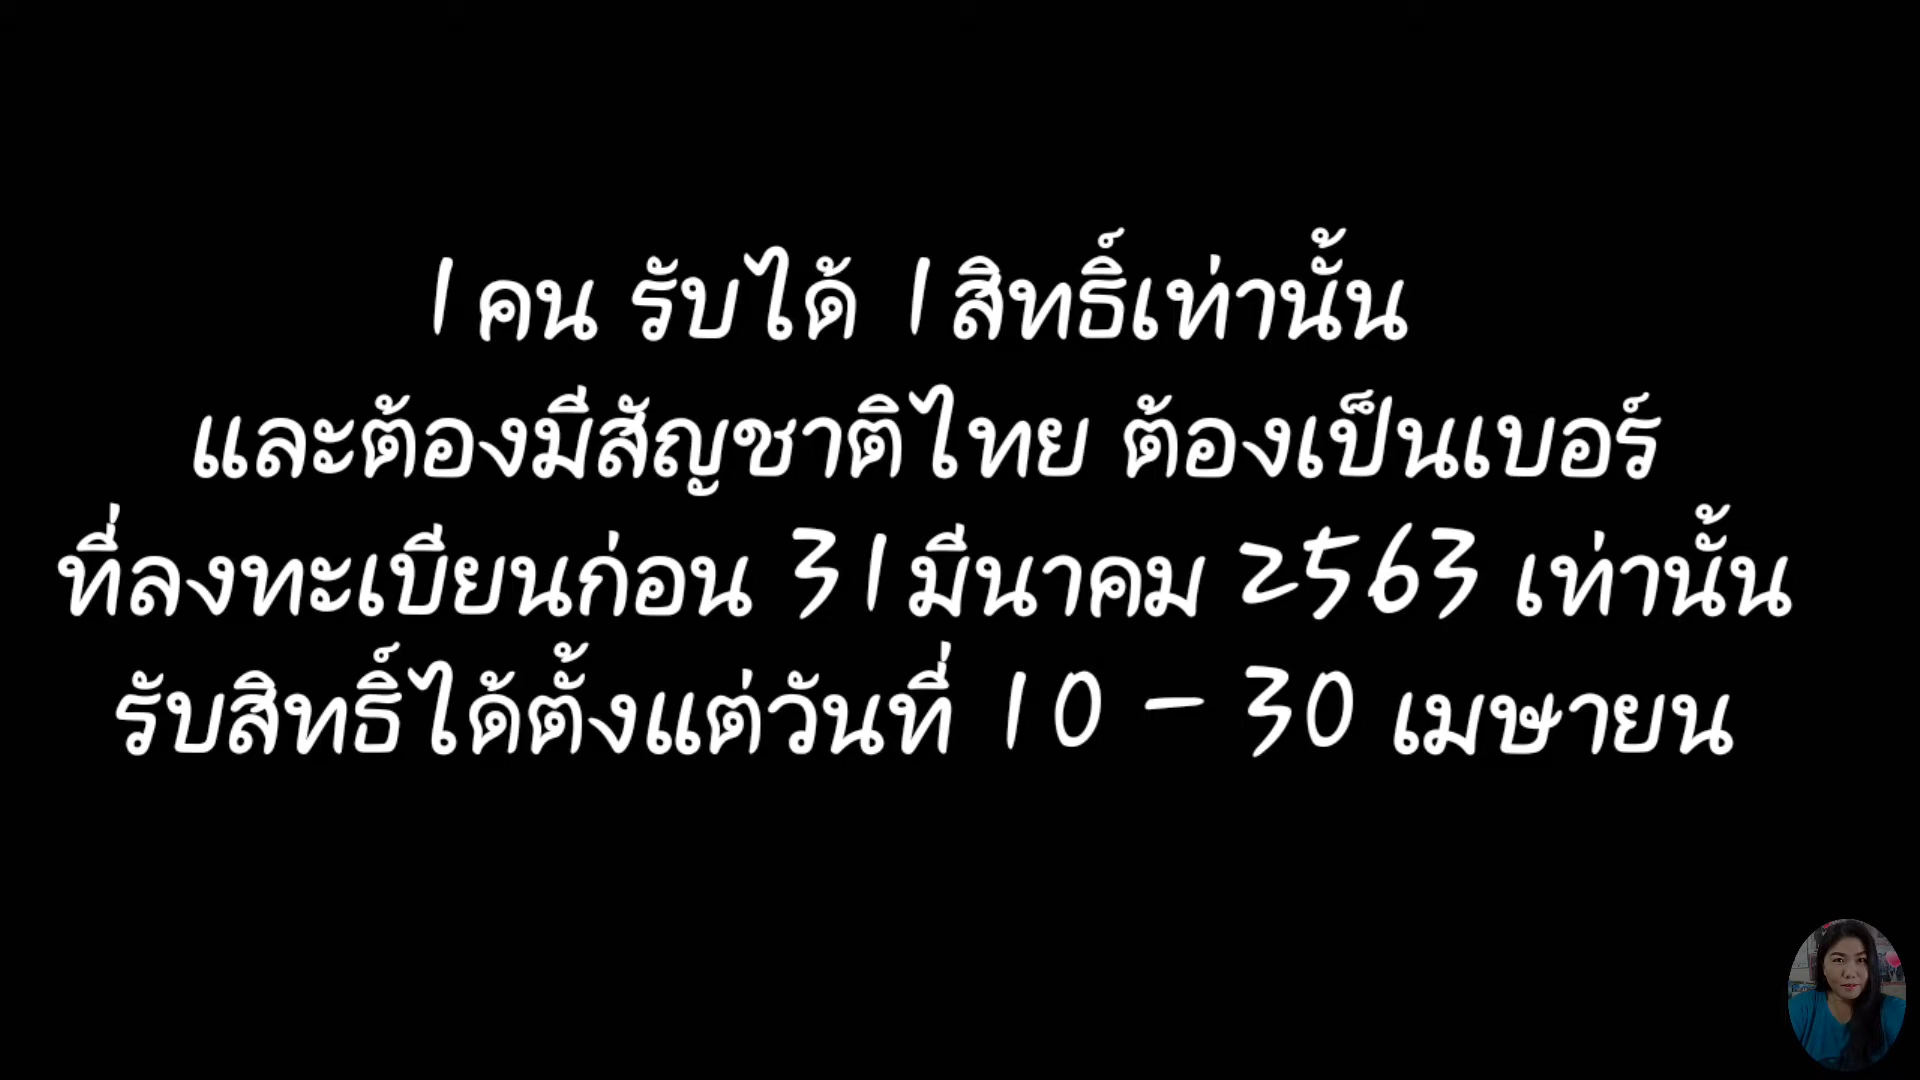 1 คน รับได้ 1 สิทธิ์เท่านั้น
และต้องมีสัญชาติไทย ต้องเป็นเบอร์
ที่ลงทะเบียนก่อน 31 มีนาคม 2563 เท่านั้น
รับสิทธิ์ได้ตั้งแต่วันที่ 10 - 30 เมษายน